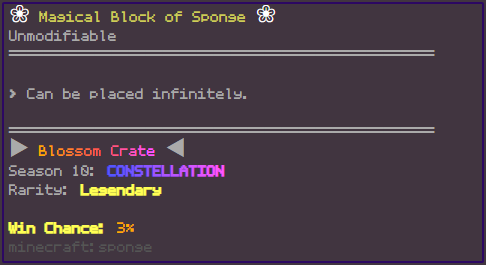 ❀ Magical Block of Sponge ❀
Unmodifiable
> Can be placed infinitely.
▶ Blossom Crate ◀
Season 10: CONSTELLATION
Rarity: Legendary
Win Chance: 3%
minecraft:sponge